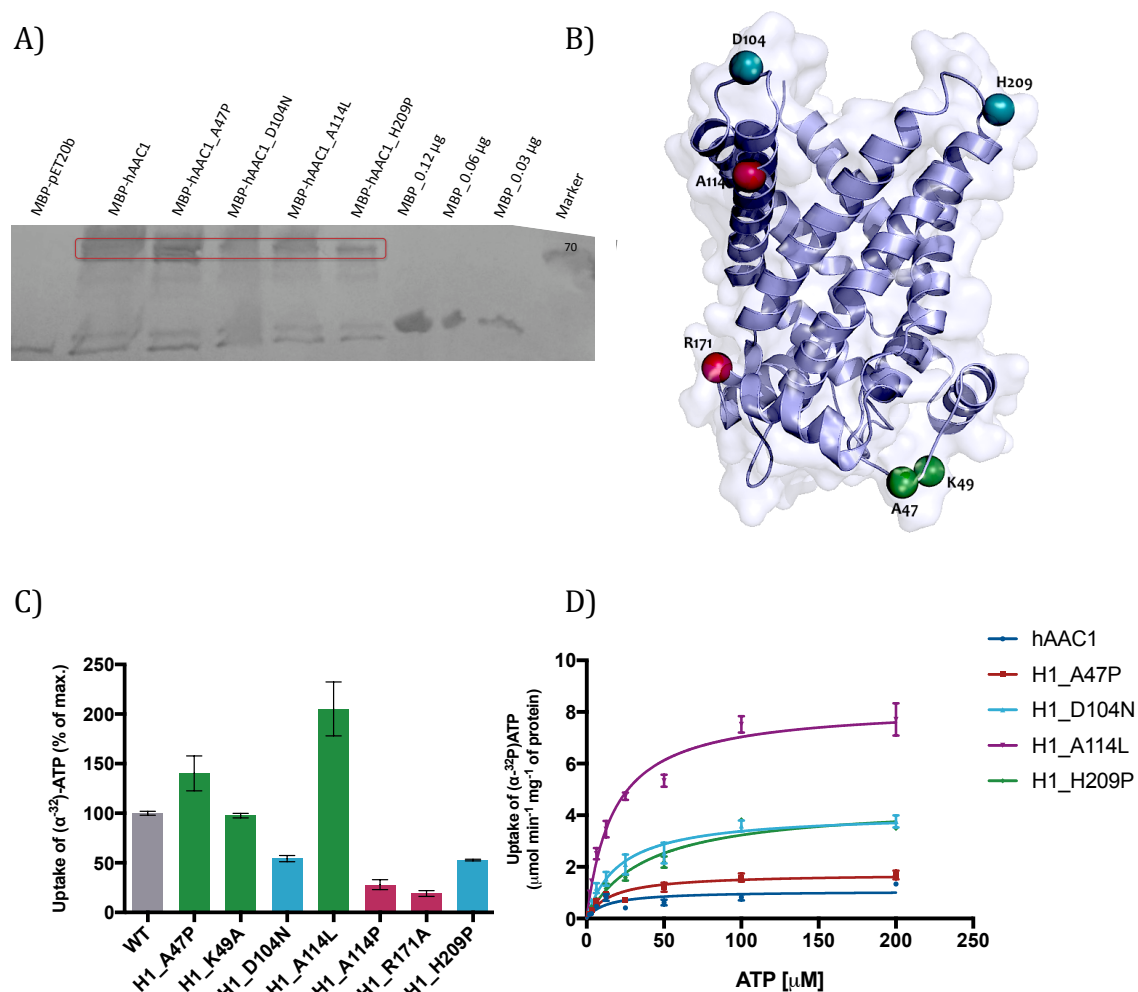 A)
MBP-pET20b
MBP-hAAC1
MBP-hAAC1_A47P
MBP-hAAC1_D104N
MBP-hAAC1_A114L
MBP-hAAC1_H209P
MBP_0.12 µg
MBP_0.06 µg
MBP_0.03 µg
Marker
70
B)
D104
H209
A114
R171
K49
A47
C)
Uptake of (α-³²)-ATP (% of max.)
250
200
150
100
50
0
WT
H1_A47P
H1_K49A
H1_D104N
H1_A114L
H1_A114P
H1_R171A
H1_H209P
D)
Uptake of (α-³²P)ATP
(µmol min⁻¹ mg⁻¹ of protein)
10
8
6
4
2
0
0
50
100
150
200
250
ATP [µM]
hAAC1
H1_A47P
H1_D104N
H1_A114L
H1_H209P